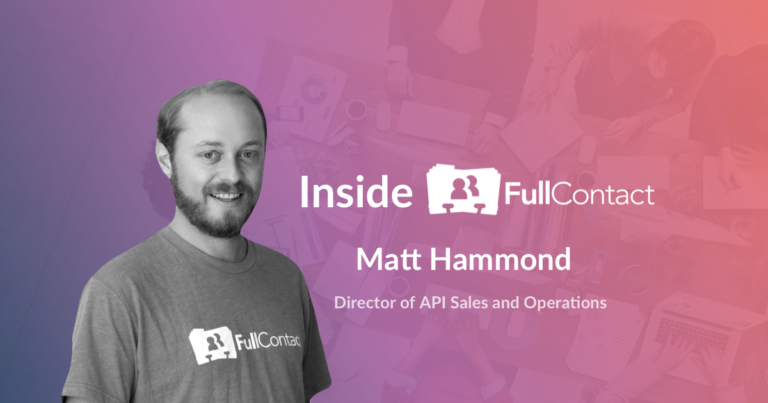 Inside FullContact
Matt Hammond
Director of API Sales and Operations
FullContact